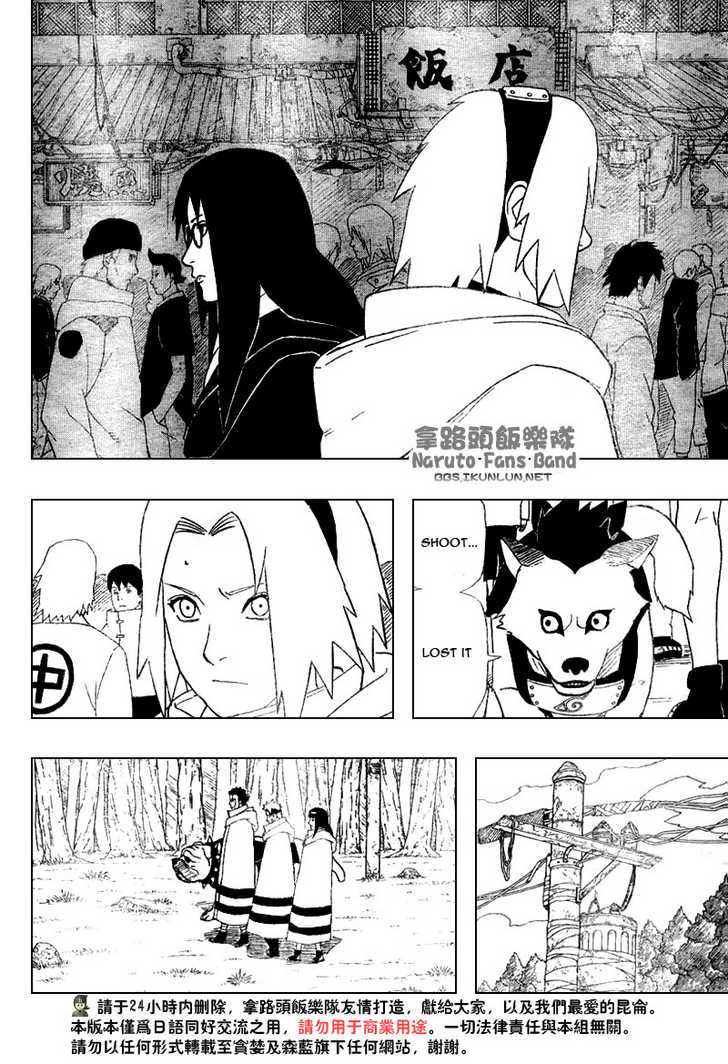 飯店
拿路頭飯樂隊
Naruto·Fans·Band
BBS.IKUNLUN.NET
SHOOT...
LOST IT
中
請于24小時内删除，拿路頭飯樂隊友情打造，獻給大家，以及我們最愛的昆侖。
本版本僅爲日語同好交流之用，請勿用于商業用途。一切法律責任與本組無關。
請勿以任何形式轉載至貪婪及森藍旗下任何網站，謝謝。